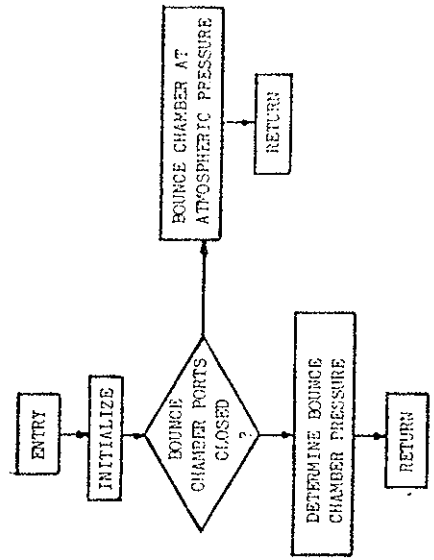 ENTRY
INITIALIZE
BOUNCE
CHAMBER PORTS
CLOSED
?
BOUNCE CHAMBER AT
ATMOSPHERIC PRESSURE
RETURN
DETERMINE BOUNCE
CHAMBER PRESSURE
RETURN